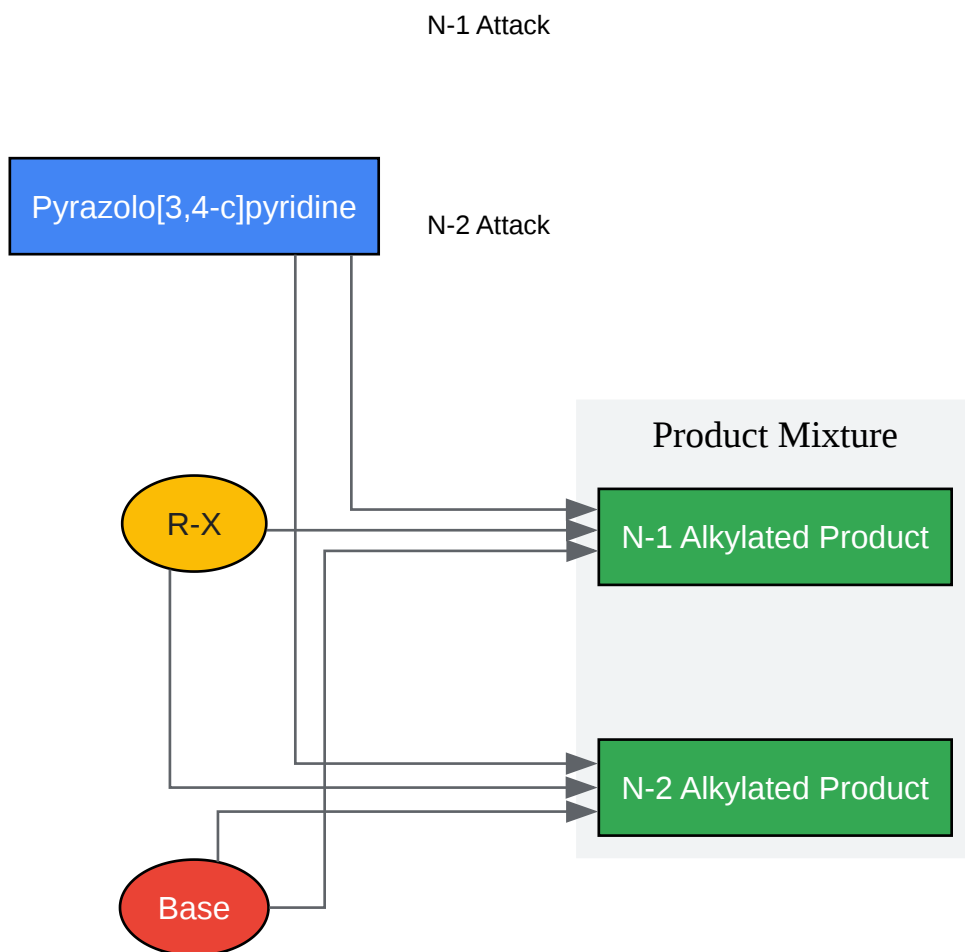 N-1 Attack
Pyrazolo[3,4-c]pyridine
N-2 Attack
Product Mixture
R-X
N-1 Alkylated Product
N-2 Alkylated Product
Base